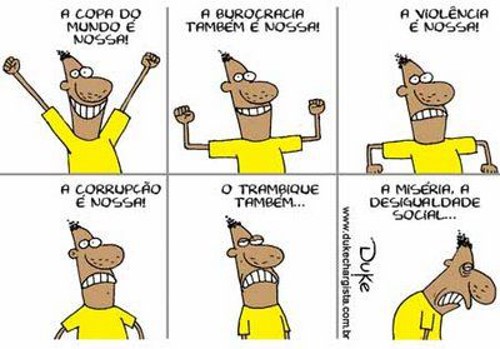 A COPA DO
MUNDO É
NOSSA!
A BUROCRACIA
TAMBÉM É NOSSA!
A VIOLÊNCIA
É NOSSA!
A CORRUPÇÃO
É NOSSA!
O TRAMBIQUE
TAMBÉM...
A MISÉRIA, A
DESIGUALDADE
SOCIAL...
www.dukechargista.com.br
Duke